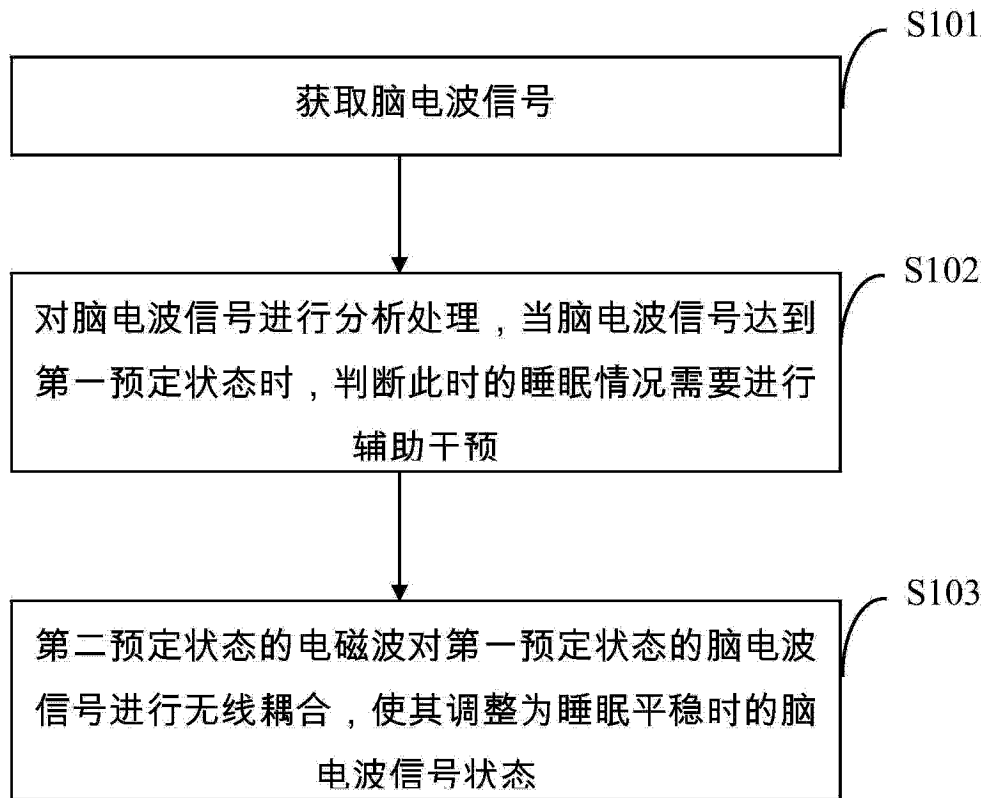 S101
获取脑电波信号
S102
对脑电波信号进行分析处理，当脑电波信号达到
第一预定状态时，判断此时的睡眠情况需要进行
辅助干预
S103
第二预定状态的电磁波对第一预定状态的脑电波
信号进行无线耦合，使其调整为睡眠平稳时的脑
电波信号状态